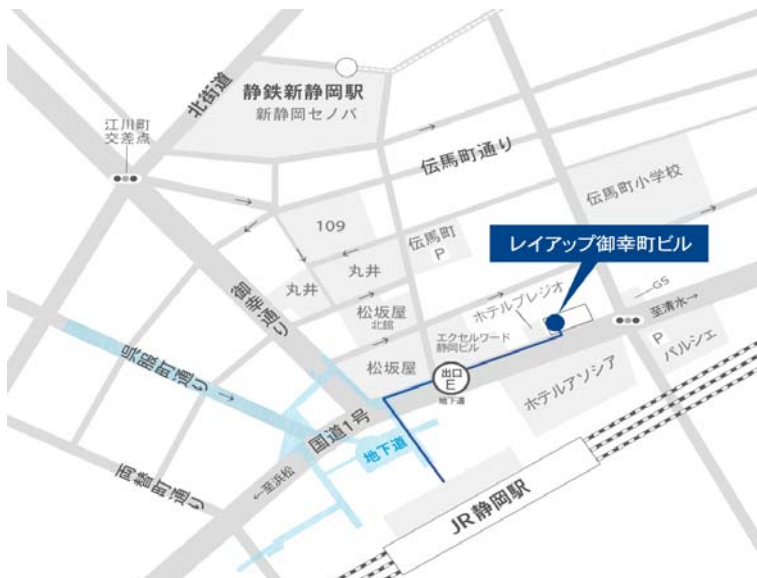 静鉄新静岡駅
新静岡セノバ
北街道
江川町
交差点
→
伝馬町通り
伝馬町小学校
→
→
←
109
伝馬町
P
←
→
レイアップ御幸町ビル
丸井
丸井
→
御幸通り
松坂屋
北館
→
ホテルプレジオ
GS
至清水→
エクセルワード
静岡ビル
P
パルシェ
呉服町通り
→
松坂屋
出口
E
地下道
ホテルアソシア
国道1号
地下道
両替町通り
←至浜松
JR静岡駅